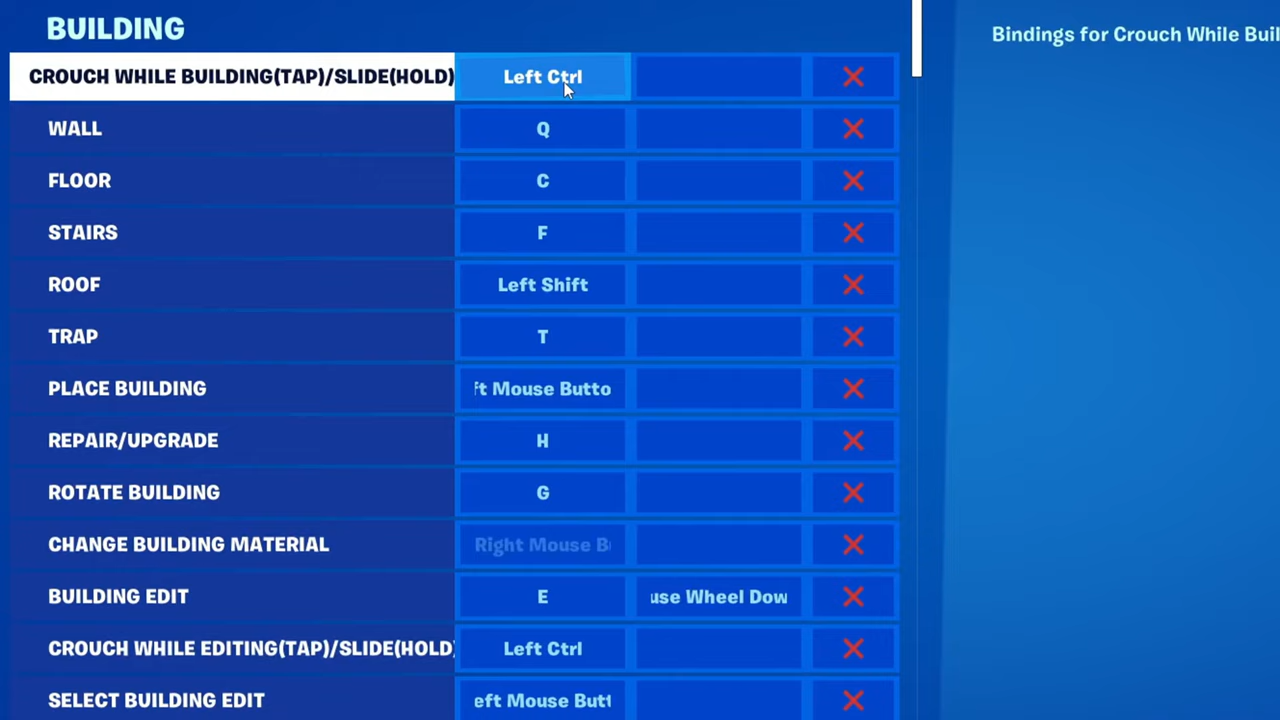 BUILDING
Bindings for Crouch While Buil
CROUCH WHILE BUILDING(TAP)/SLIDE(HOLD) Left Ctrl
WALL Q
FLOOR C
STAIRS F
ROOF Left Shift
TRAP T
PLACE BUILDING ft Mouse Butto
REPAIR/UPGRADE H
ROTATE BUILDING G
CHANGE BUILDING MATERIAL Right Mouse B
BUILDING EDIT E use Wheel Dow
CROUCH WHILE EDITING(TAP)/SLIDE(HOLD) Left Ctrl
SELECT BUILDING EDIT eft Mouse Butt